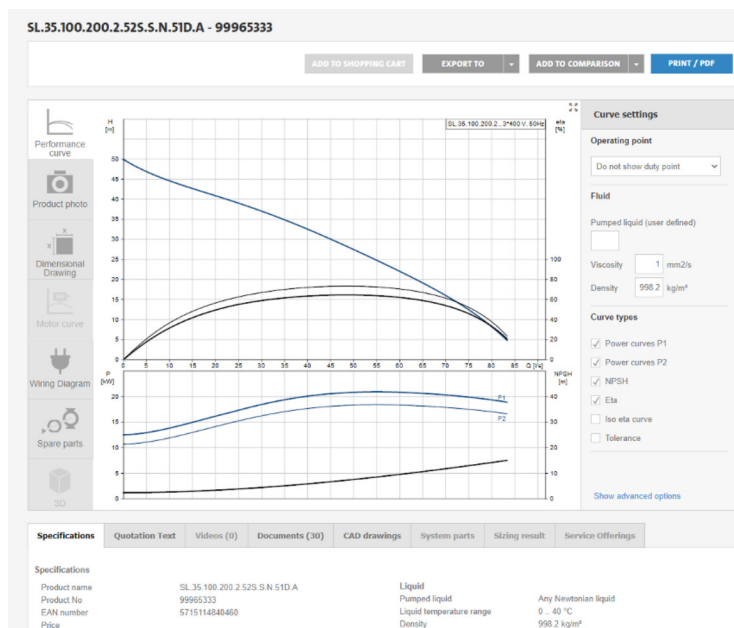 SL.35.100.200.2.52S.S.N.51D.A - 99965333
ADD TO SHOPPING CART
EXPORT TO
ADD TO COMPARISON
PRINT / PDF
Performance
curve
Product photo
x
x
Dimensional
Drawing
Motor curve
Wiring Diagram
Spare parts
3D
H
[m]
SL.35.100.200.2., 3*400 V, 50Hz
eta
[%]
50
45
40
35
30
25
20
15
10
5
0
100
80
60
40
20
0
0 5 10 15 20 25 30 35 40 45 50 55 60 65 70 75 80 85 Q [l/s]
P
[kW]
NPSH
[m]
20
15
10
5
0
40
30
20
10
0
P1
P2
Curve settings
Operating point
Do not show duty point
Fluid
Pumped liquid (user defined)
Viscosity 1 mm2/s
Density 998.2 kg/m³
Curve types
Power curves P1
Power curves P2
NPSH
Eta
Iso eta curve
Tolerance
Show advanced options
Specifications Quotation Text Videos (0) Documents (30) CAD drawings System parts Sizing result Service Offerings
Specifications
Product name SL.35.100.200.2.52S.S.N.51D.A
Product No 99965333
EAN number 5715114840460
Price
Liquid
Pumped liquid Any Newtonian liquid
Liquid temperature range 0 .. 40 °C
Density 998.2 kg/m³